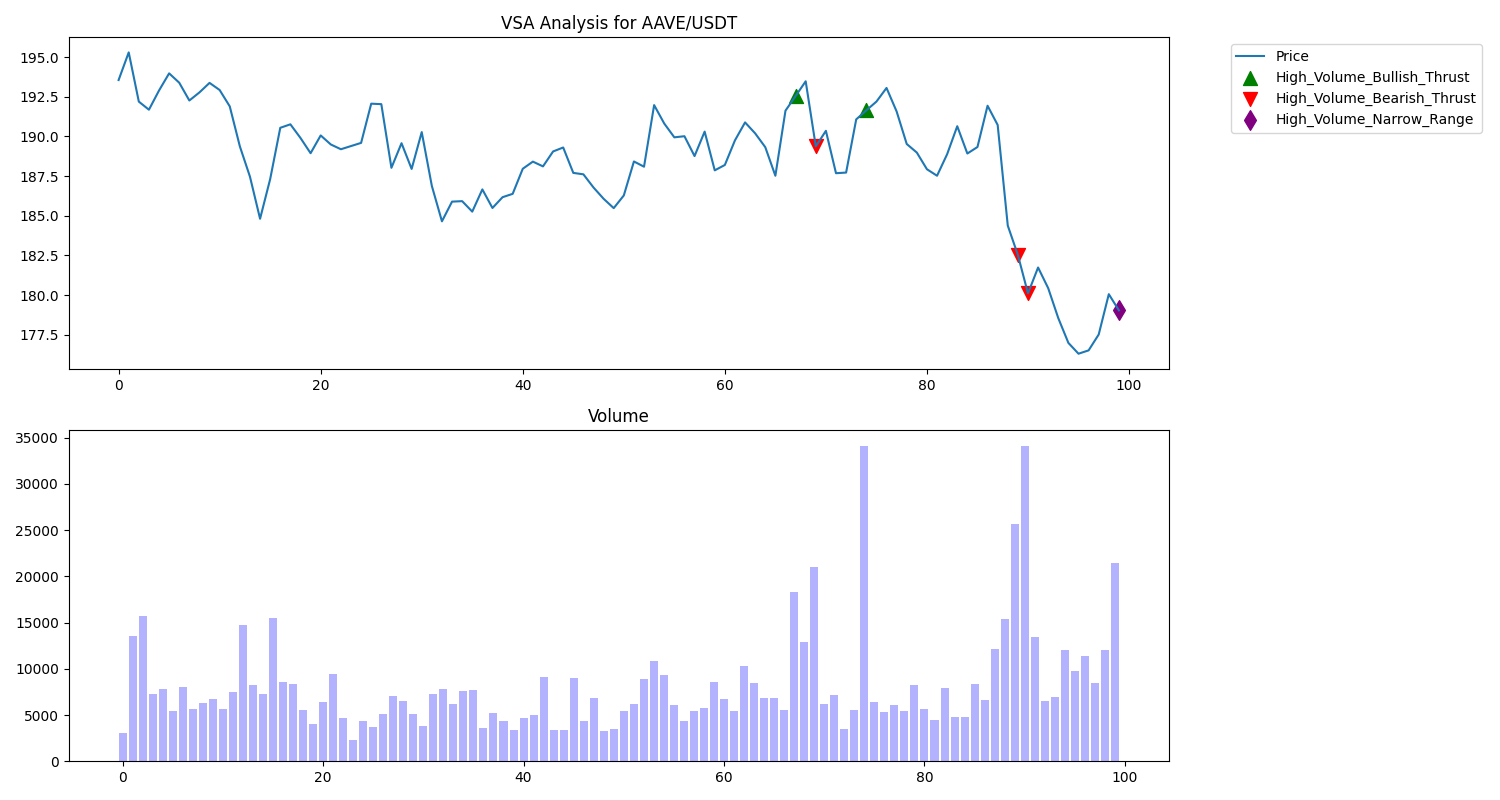 VSA Analysis for AAVE/USDT
195.0
192.5
190.0
187.5
185.0
182.5
180.0
177.5
0 20 40 60 80 100
Price
High_Volume_Bullish_Thrust
High_Volume_Bearish_Thrust
High_Volume_Narrow_Range
Volume
35000
30000
25000
20000
15000
10000
5000
0
0 20 40 60 80 100